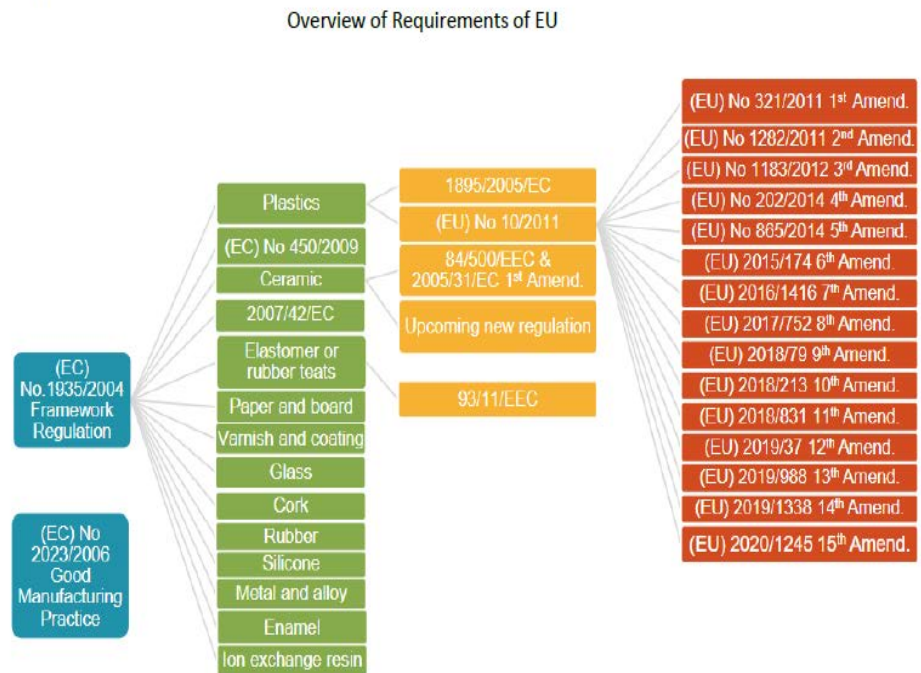 Overview of Requirements of EU
(EC)
No.1935/2004
Framework
Regulation
(EC) No
2023/2006
Good
Manufacturing
Practice
Plastics
(EC) No 450/2009
Ceramic
2007/42/EC
Elastomer or
rubber teats
Paper and board
Varnish and coating
Glass
Cork
Rubber
Silicone
Metal and alloy
Enamel
Ion exchange resin
1895/2005/EC
(EU) No 10/2011
84/500/EEC &
2005/31/EC 1st Amend.
Upcoming new regulation
93/11/EEC
(EU) No 321/2011 1st Amend.
(EU) No 1282/2011 2nd Amend.
(EU) No 1183/2012 3rd Amend.
(EU) No 202/2014 4th Amend.
(EU) No 865/2014 5th Amend.
(EU) 2015/174 6th Amend.
(EU) 2016/1416 7th Amend.
(EU) 2017/752 8th Amend.
(EU) 2018/79 9th Amend.
(EU) 2018/213 10th Amend.
(EU) 2018/831 11th Amend.
(EU) 2019/37 12th Amend.
(EU) 2019/988 13th Amend.
(EU) 2019/1338 14th Amend.
(EU) 2020/1245 15th Amend.